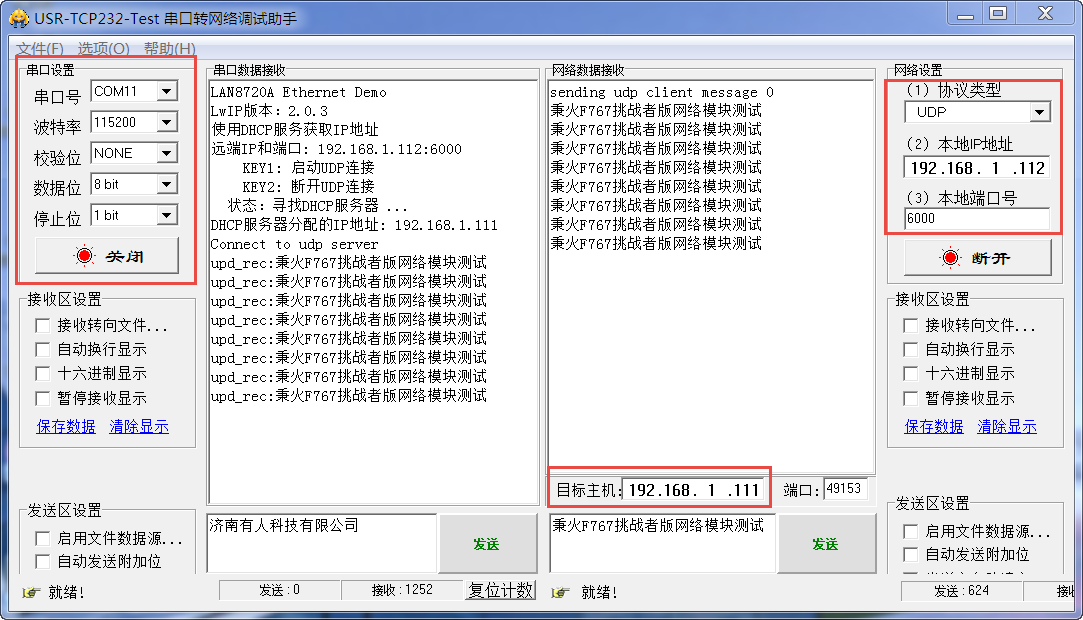 USR-TCP232-Test 串口转网络调试助手
文件(F) 选项(O) 帮助(H)
串口设置
串口号 COM11
波特率 115200
校验位 NONE
数据位 8 bit
停止位 1 bit
关闭
接收区设置
接收转向文件...
自动换行显示
十六进制显示
暂停接收显示
保存数据 清除显示
发送区设置
启用文件数据源...
自动发送附加位
串口数据接收
LAN8720A Ethernet Demo
LwIP版本：2.0.3
使用DHCP服务获取IP地址
远端IP和端口：192.168.1.112:6000
KEY1: 启动UDP连接
KEY2: 断开UDP连接
状态：寻找DHCP服务器 ...
DHCP服务器分配的IP地址: 192.168.1.111
Connect to udp server
upd_rec:秉火F767挑战者版网络模块测试
upd_rec:秉火F767挑战者版网络模块测试
upd_rec:秉火F767挑战者版网络模块测试
upd_rec:秉火F767挑战者版网络模块测试
upd_rec:秉火F767挑战者版网络模块测试
upd_rec:秉火F767挑战者版网络模块测试
upd_rec:秉火F767挑战者版网络模块测试
upd_rec:秉火F767挑战者版网络模块测试
济南有人科技有限公司
发送
网络数据接收
sending udp client message 0
秉火F767挑战者版网络模块测试
秉火F767挑战者版网络模块测试
秉火F767挑战者版网络模块测试
秉火F767挑战者版网络模块测试
秉火F767挑战者版网络模块测试
秉火F767挑战者版网络模块测试
秉火F767挑战者版网络模块测试
秉火F767挑战者版网络模块测试
目标主机: 192.168. 1 .111 端口: 49153
秉火F767挑战者版网络模块测试
发送
网络设置
（1）协议类型
UDP
（2）本地IP地址
192.168. 1 .112
（3）本地端口号
6000
断开
接收区设置
接收转向文件...
自动换行显示
十六进制显示
暂停接收显示
保存数据 清除显示
发送区设置
启用文件数据源...
自动发送附加位
就绪! 发送:0 接收:1252 复位计数 就绪! 发送:624 接收